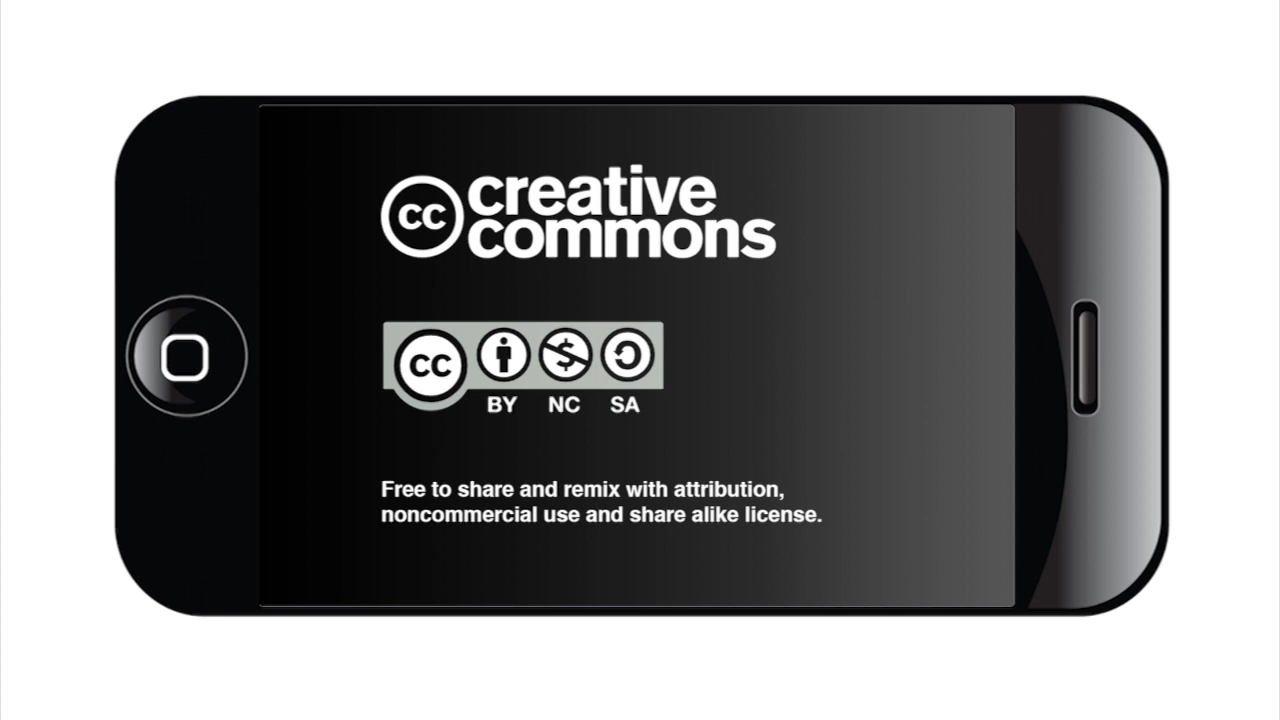 cc creative
commons
cc
BY NC SA
Free to share and remix with attribution,
noncommercial use and share alike license.